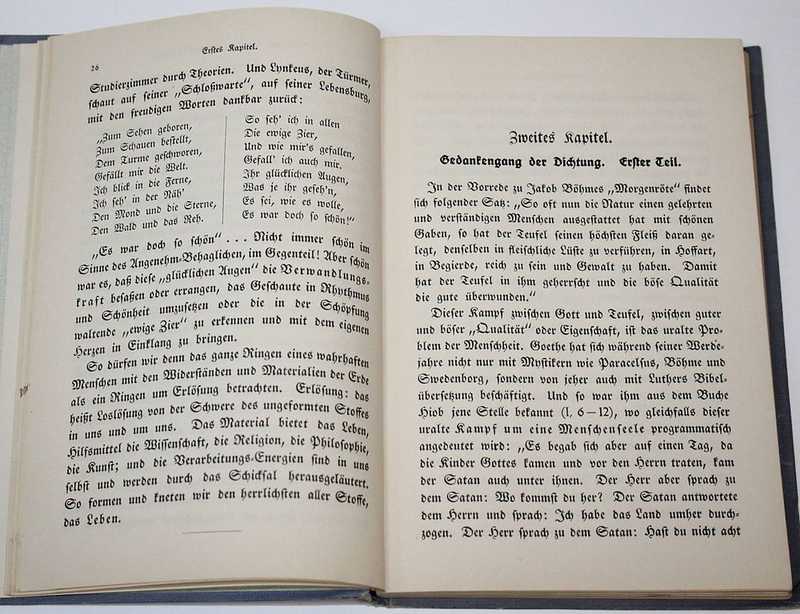 26
Erstes Kapitel.
Studierzimmer durch Theorien. Und Lynkeus, der Türmer,
schaut auf seiner „Schloßwarte“, auf seiner Lebensburg,
mit den freudigen Worten dankbar zurück:
„Zum Sehen geboren,
Zum Schauen bestellt,
Dem Turme geschworen,
Gefällt mir die Welt.
Ich blick in die Ferne,
Ich seh' in der Näh'
Den Mond und die Sterne,
Den Wald und das Reh.
So seh' ich in allen
Die ewige Zier,
Und wie mir's gefallen,
Gefall' ich auch mir.
Ihr glücklichen Augen,
Was je ihr geseh'n,
Es sei, wie es wolle,
Es war doch so schön!“
„Es war doch so schön“ ... Nicht immer schön im
Sinne des Angenehm-Behaglichen, im Gegenteil! Aber schön
war es, daß diese „glücklichen Augen“ die Verwandlungs-
kraft besaßen oder errangen, das Geschaute in Rhythmus
und Schönheit umzusetzen oder die in der Schöpfung
waltende „ewige Zier“ zu erkennen und mit dem eigenen
Herzen in Einklang zu bringen.
So dürfen wir denn das ganze Ringen eines wahrhaften
Menschen mit den Widerständen und Materialien der Erde
als ein Ringen um Erlösung betrachten. Erlösung: das
heißt Loslösung von der Schwere des ungeformten Stoffes
in uns und um uns. Das Material bietet das Leben,
Hilfsmittel die Wissenschaft, die Religion, die Philosophie,
die Kunst; und die Verarbeitungs-Energien sind in uns
selbst und werden durch das Schicksal herausgeläutert.
So formen und kneten wir den herrlichsten aller Stoffe,
das Leben.
Zweites Kapitel.
Gedankengang der Dichtung. Erster Teil.
In der Vorrede zu Jakob Böhmes „Morgenröte“ findet
sich folgender Satz: „So oft nun die Natur einen gelehrten
und verständigen Menschen ausgestattet hat mit schönen
Gaben, so hat der Teufel seinen höchsten Fleiß daran ge-
legt, denselben in fleischliche Lüste zu verführen, in Hoffart,
in Begierde, reich zu sein und Gewalt zu haben. Damit
hat der Teufel in ihm geherrscht und die böse Qualität
die gute überwunden.“
Dieser Kampf zwischen Gott und Teufel, zwischen guter
und böser „Qualität“ oder Eigenschaft, ist das uralte Pro-
blem der Menschheit. Goethe hat sich während seiner Werde-
jahre nicht nur mit Mystikern wie Paracelsus, Böhme und
Swedenborg, sondern von jeher auch mit Luthers Bibel-
übersetzung beschäftigt. Und so war ihm aus dem Buche
Hiob jene Stelle bekannt (1, 6—12), wo gleichfalls dieser
uralte Kampf um eine Menschenseele programmatisch
angedeutet wird: „Es begab sich aber auf einen Tag, da
die Kinder Gottes kamen und vor den Herrn traten, kam
der Satan auch unter ihnen. Der Herr aber sprach zu
dem Satan: Wo kommst du her? Der Satan antwortete
dem Herrn und sprach: Ich habe das Land umher durch-
zogen. Der Herr sprach zu dem Satan: Hast du nicht acht